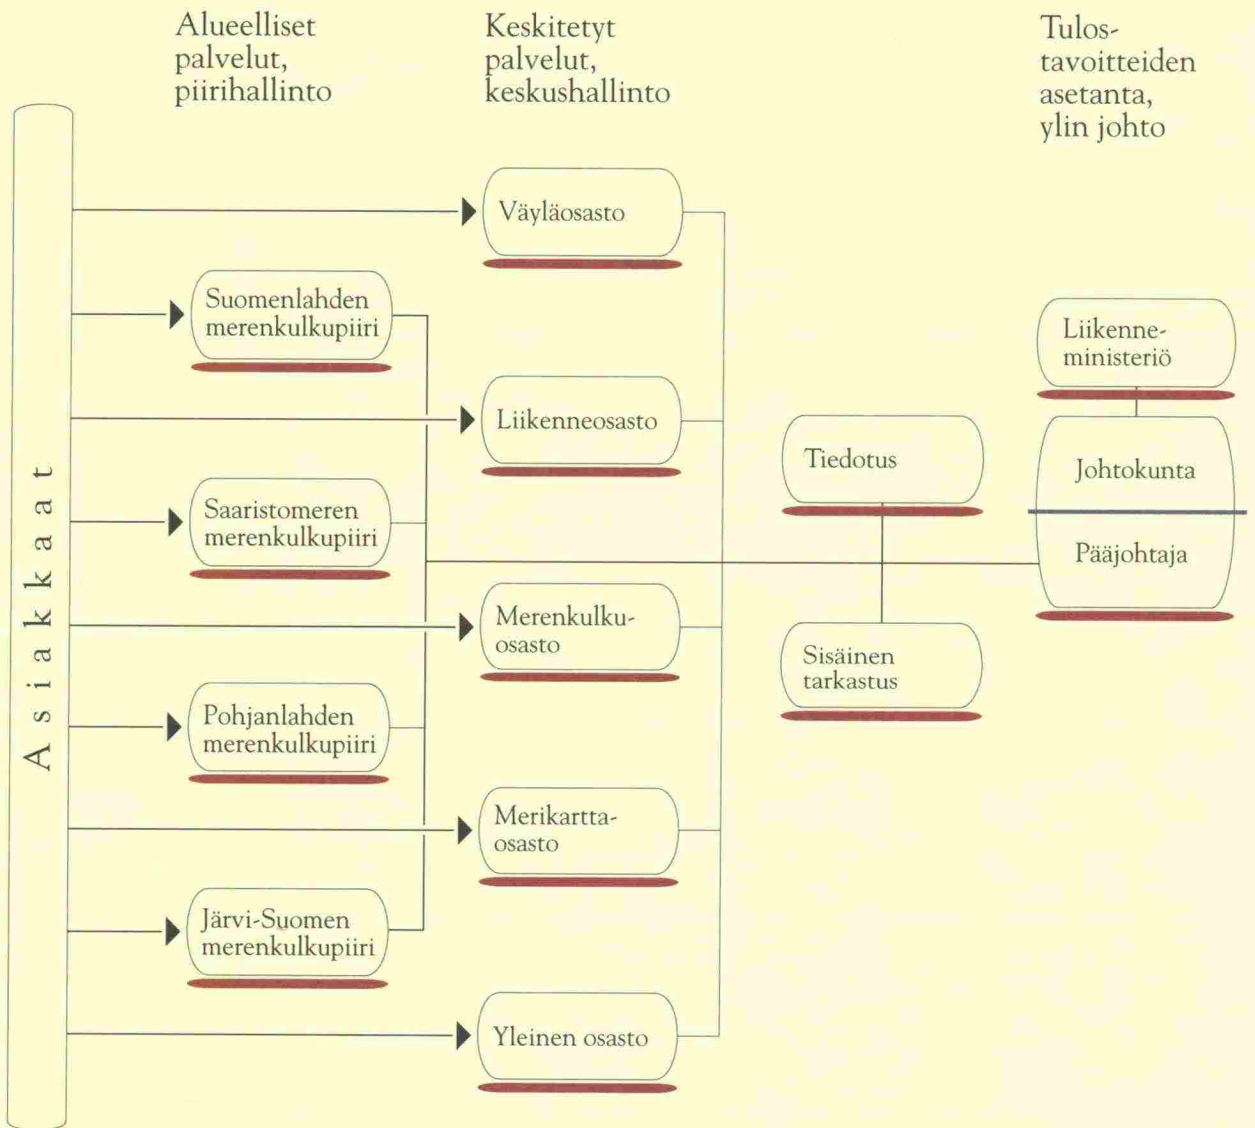 Alueelliset
palvelut,
piirihallinto
Keskitetyt
palvelut,
keskushallinto
Tulos-
tavoitteiden
asetanta,
ylin johto
Asiakkaat
Suomenlahden
merenkulkupiiri
Saaristomeren
merenkulkupiiri
Pohjanlahden
merenkulkupiiri
Järvi-Suomen
merenkulkupiiri
Väyläosasto
Liikenneosasto
Merenkulku-
osasto
Merikartta-
osasto
Yleinen osasto
Tiedotus
Sisäinen
tarkastus
Liikenne-
ministeriö
Johtokunta
Pääjohtaja